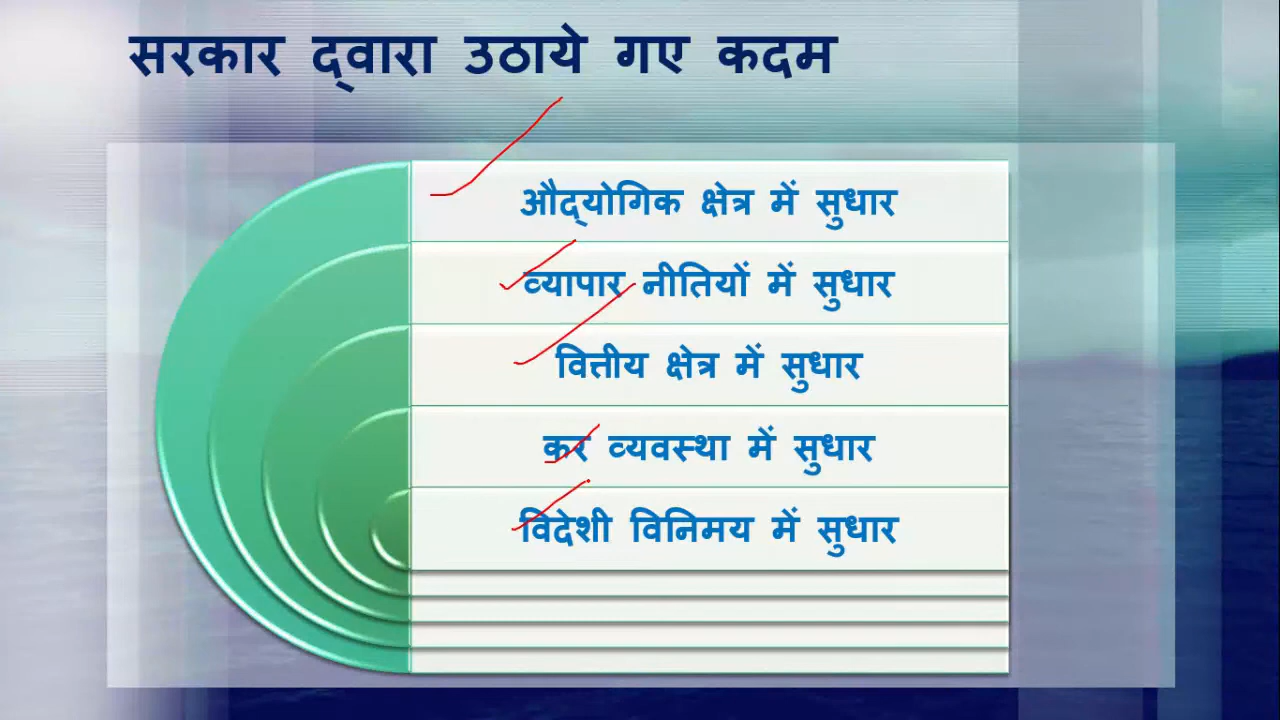 सरकार द्वारा उठाये गए कदम
औद्योगिक क्षेत्र में सुधार
व्यापार नीतियों में सुधार
वित्तीय क्षेत्र में सुधार
कर व्यवस्था में सुधार
विदेशी विनिमय में सुधार